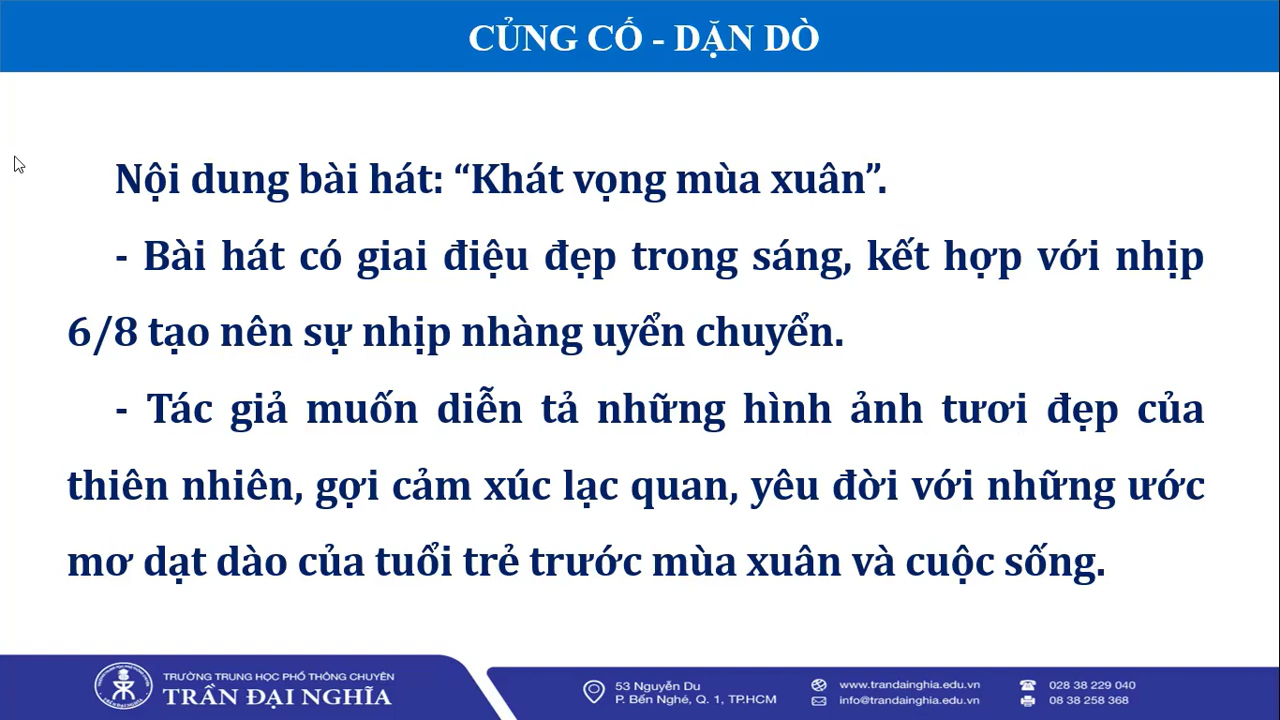 CỦNG CỐ - DẶN DÒ
Nội dung bài hát: “Khát vọng mùa xuân”.
- Bài hát có giai điệu đẹp trong sáng, kết hợp với nhịp
6/8 tạo nên sự nhịp nhàng uyển chuyển.
- Tác giả muốn diễn tả những hình ảnh tươi đẹp của
thiên nhiên, gợi cảm xúc lạc quan, yêu đời với những ước
mơ dạt dào của tuổi trẻ trước mùa xuân và cuộc sống.
TRƯỜNG TRUNG HỌC PHỔ THÔNG CHUYÊN
TRẦN ĐẠI NGHĨA
53 Nguyễn Du
P. Bến Nghé, Q. 1, TP.HCM
www.trandainghia.edu.vn
info@trandainghia.edu.vn
028 38 229 040
08 38 258 368